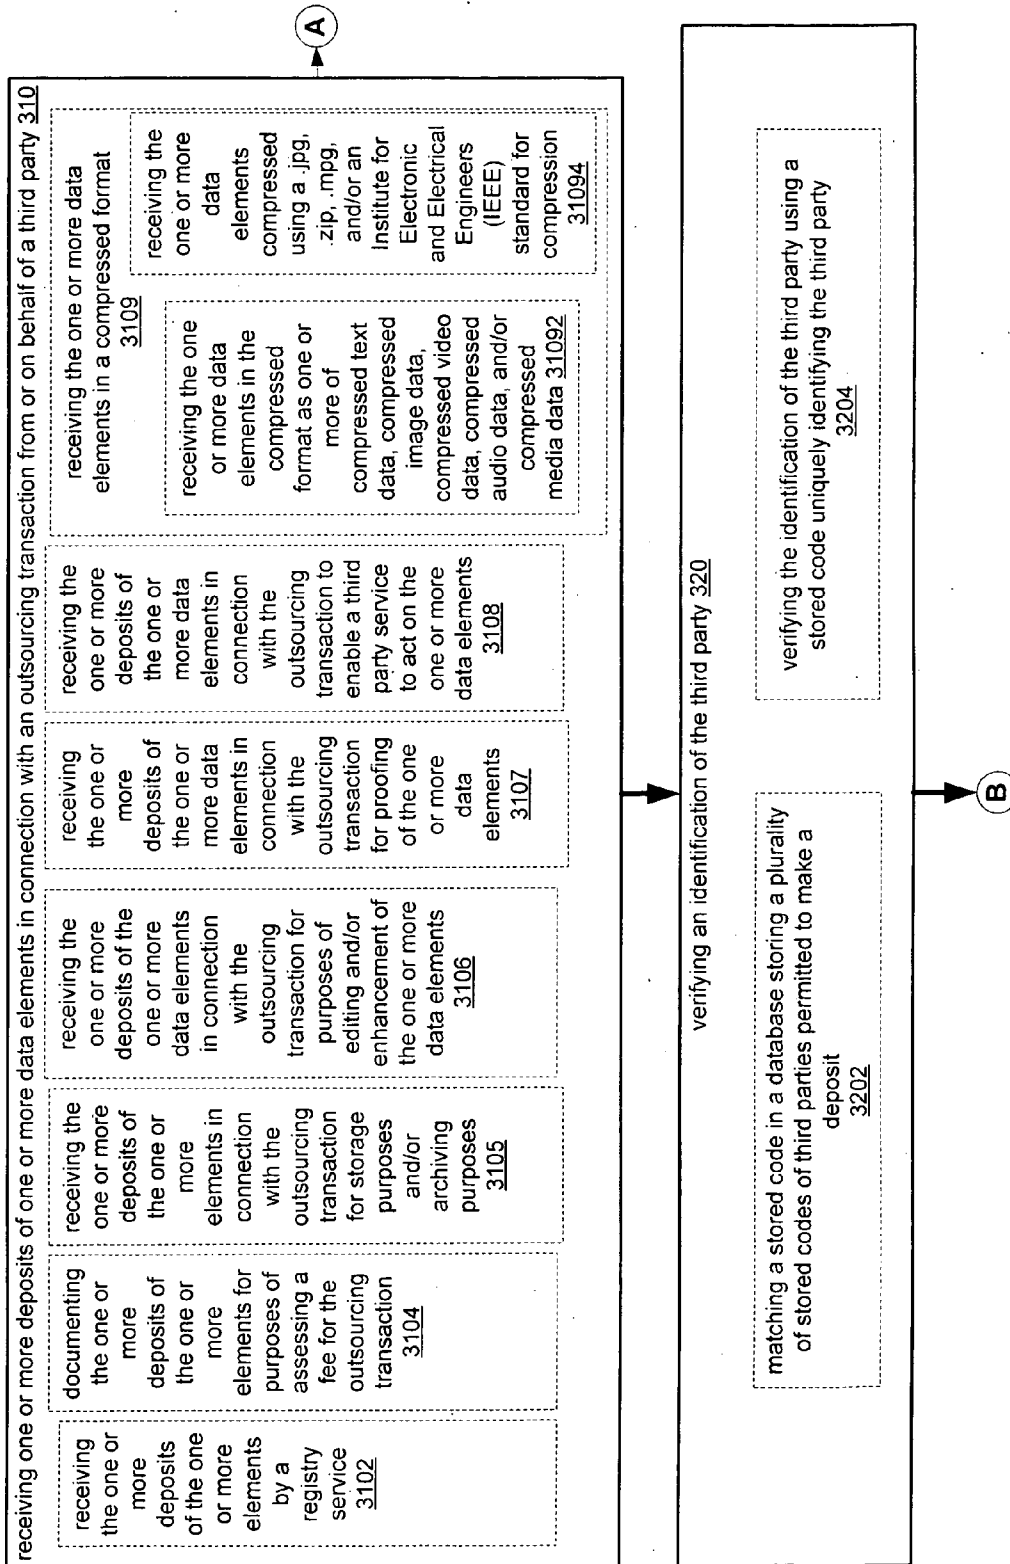 receiving one or more deposits of one or more data elements in connection with an outsourcing transaction from or on behalf of a third party 310
receiving
the one or
more
deposits
of the one
or more
elements
by a
registry
service
3102
documenting
the one or
more
deposits of
the one or
more
elements for
purposes of
assessing a
fee for the
outsourcing
transaction
3104
receiving the
one or more
deposits of
the one or
more
elements in
connection
with the
outsourcing
transaction
for storage
purposes
and/or
archiving
purposes
3105
receiving the
one or more
deposits of the
one or more
data elements
in connection
with the
outsourcing
transaction for
purposes of
editing and/or
enhancement of
the one or more
data elements
3106
receiving
the one or
more
deposits of
the one or
more data
elements in
connection
with the
outsourcing
transaction
for proofing
of the one
or more
data
elements
3107
receiving the
one or more
deposits of
the one or
more data
elements in
connection
with the
outsourcing
transaction to
enable a third
party service
to act on the
one or more
data elements
3108
receiving the one or more data
elements in a compressed format
3109
receiving the one
or more data
elements in the
compressed
format as one or
more of
compressed text
data, compressed
image data,
compressed video
data, compressed
audio data, and/or
compressed
media data 31092
receiving the
one or more
data
elements
compressed
using a .jpg,
.zip, .mpg,
and/or an
Institute for
Electronic
and Electrical
Engineers
(IEEE)
standard for
compression
31094
A
verifying an identification of the third party 320
matching a stored code in a database storing a plurality
of stored codes of third parties permitted to make a
deposit
3202
verifying the identification of the third party using a
stored code uniquely identifying the third party
3204
B